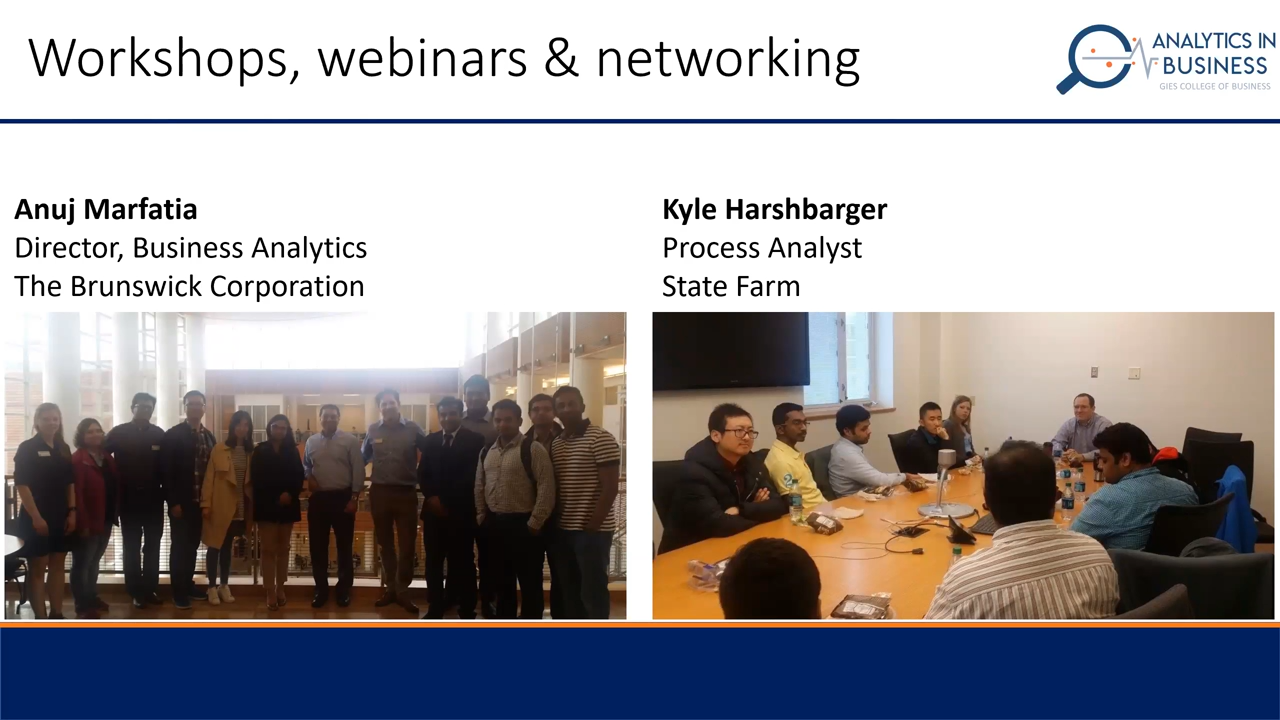 Workshops, webinars & networking
ANALYTICS IN
BUSINESS
GIES COLLEGE OF BUSINESS
Anuj Marfatia
Director, Business Analytics
The Brunswick Corporation
Kyle Harshbarger
Process Analyst
State Farm